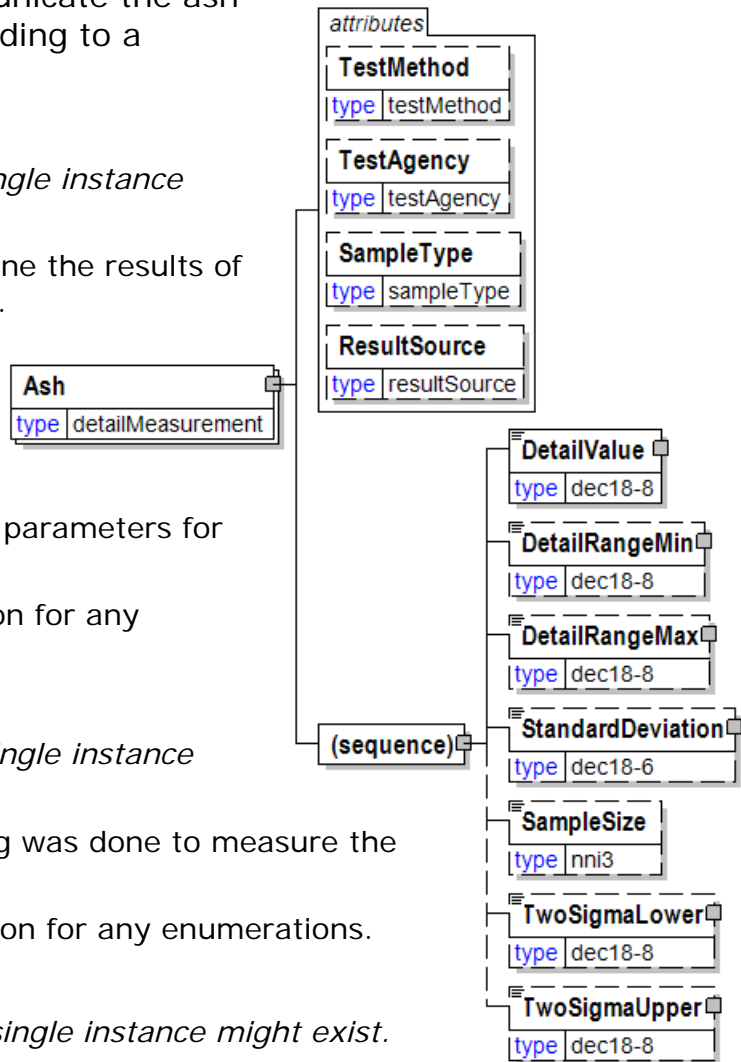 ding to a
ngle instance
ne the results of
.
parameters for
on for any
ngle instance
g was done to measure the
on for any enumerations.
single instance might exist.
attributes
TestMethod
type testMethod
TestAgency
type testAgency
SampleType
type sampleType
ResultSource
type resultSource
Ash
type detailMeasurement
(sequence)
DetailValue
type dec18-8
DetailRangeMin
type dec18-8
DetailRangeMax
type dec18-8
StandardDeviation
type dec18-6
SampleSize
type nni3
TwoSigmaLower
type dec18-8
TwoSigmaUpper
type dec18-8